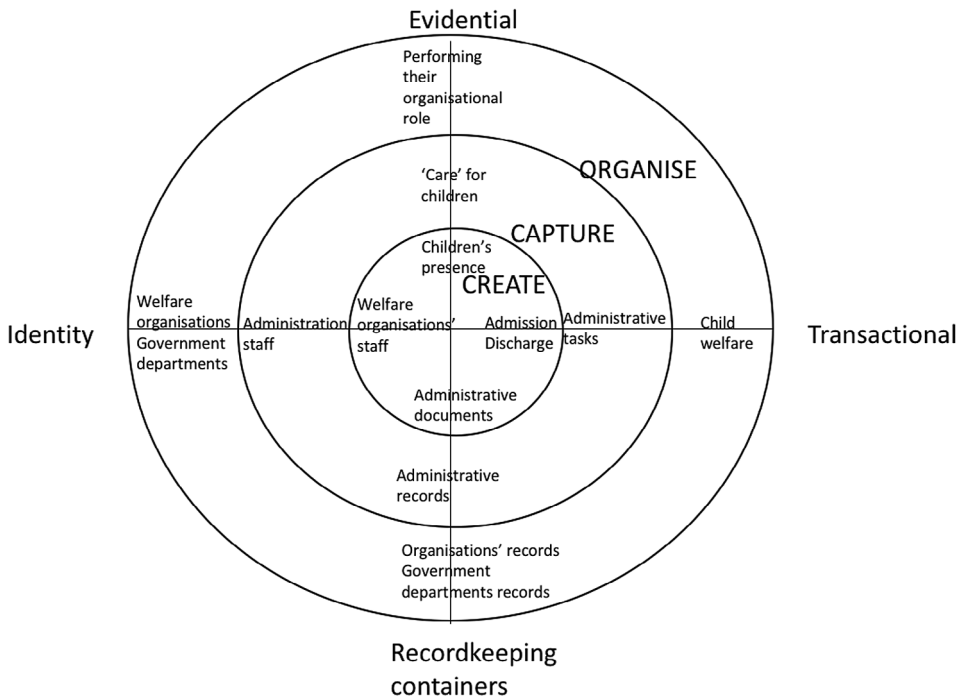 Evidential
Performing
their
organisational
role
ORGANISE
‘Care’ for
children
CAPTURE
Children’s
presence
CREATE
Identity
Welfare
organisations
Government
departments
Administration
staff
Welfare
organisations’
staff
Admission
Discharge
Administrative
tasks
Child
welfare
Transactional
Administrative
documents
Administrative
records
Organisations’ records
Government
departments records
Recordkeeping
containers